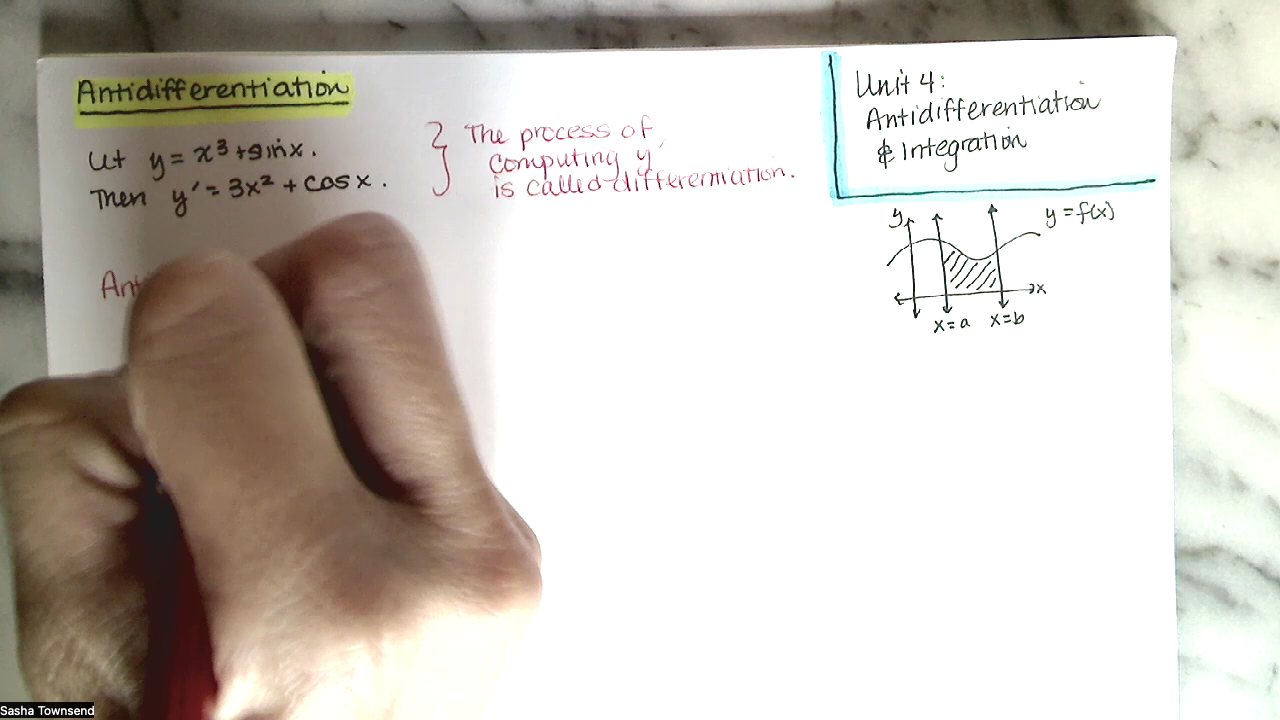 Antidifferentiation
Let y = x³ + sin x.
Then y' = 3x² + cos x.
} The process of
computing y'
is called differentiation.
Ant
Unit 4:
Antidifferentiation
& Integration
y
y = f(x)
x
x = a x = b
Sasha Townsend